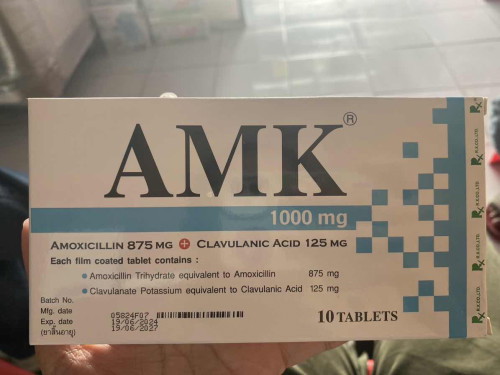 AMK®
1000 mg
AMOXICILLIN 875 MG + CLAVULANIC ACID 125 MG
Each film coated tablet contains :
Amoxicillin Trihydrate equivalent to Amoxicillin 875 mg
Clavulanate Potassium equivalent to Clavulanic Acid 125 mg
Batch No. 05824F07
Mfg. date 19/06/2024
Exp. date 19/06/2027
(ยาสิ้นอายุ)
10 TABLETS